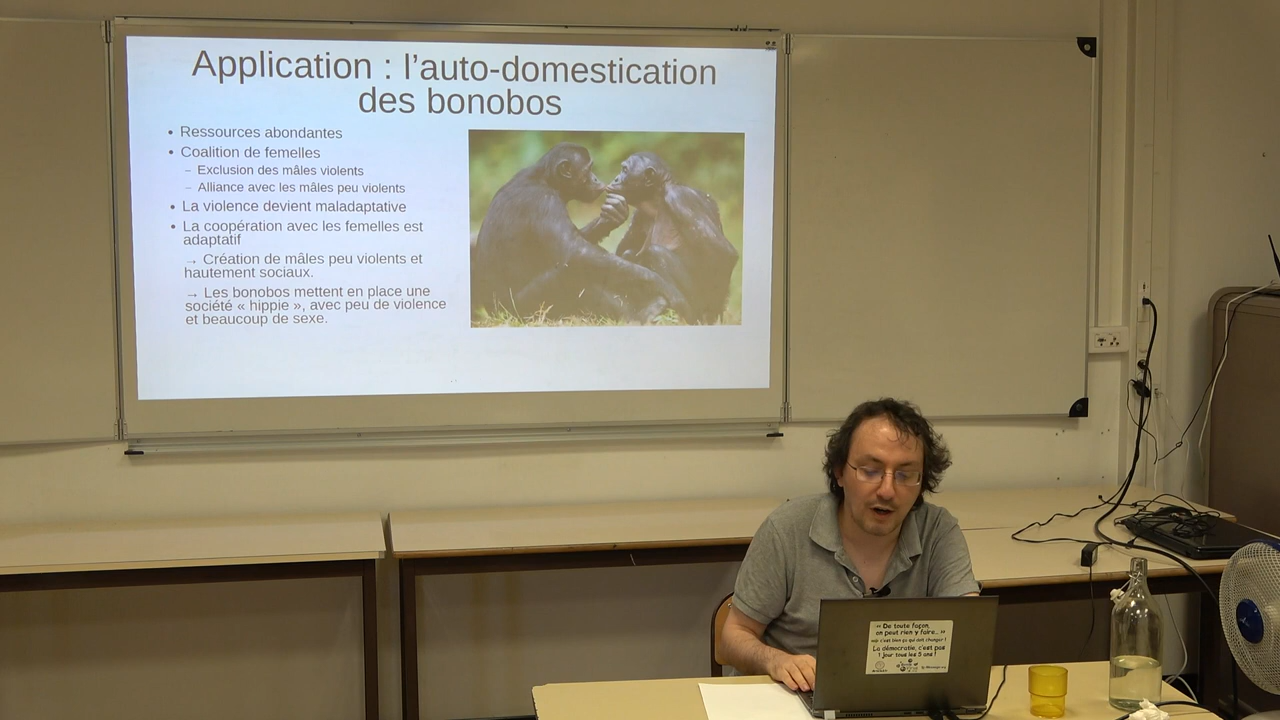 Application : l’auto-domestication
des bonobos
• Ressources abondantes
• Coalition de femelles
– Exclusion des mâles violents
– Alliance avec les mâles peu violents
• La violence devient maladaptative
• La coopération avec les femelles est
adaptatif
→ Création de mâles peu violents et
hautement sociaux.
→ Les bonobos mettent en place une
société « hippie », avec peu de violence
et beaucoup de sexe.
« De toute façon,
on peut rien y faire... »
La démocratie, c'est pas
1 jour tous les 5 ans !